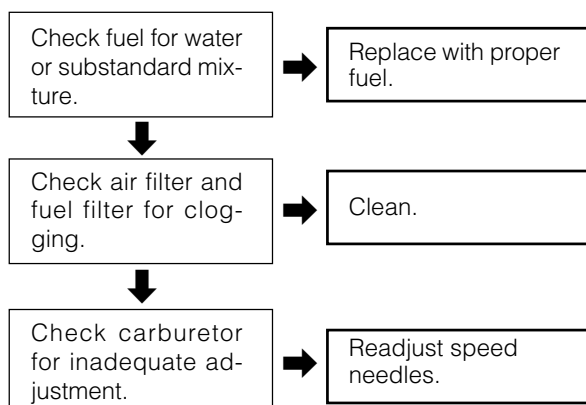 Check fuel for water
or substandard mix-
ture.
Replace with proper
fuel.
Check air filter and
fuel filter for clog-
ging.
Clean.
Check carburetor
for inadequate ad-
justment.
Readjust speed
needles.